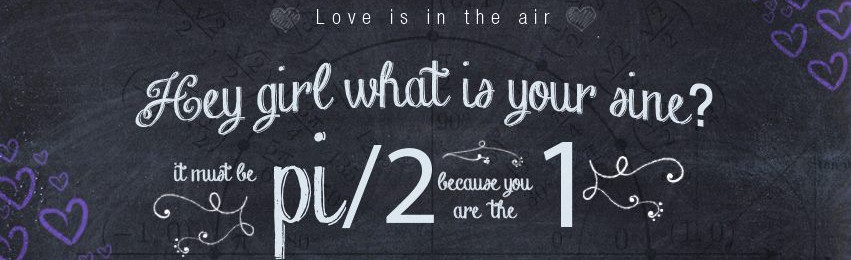 Love is in the air
Hey girl what is your sine?
it must be pi/2 because you are the 1